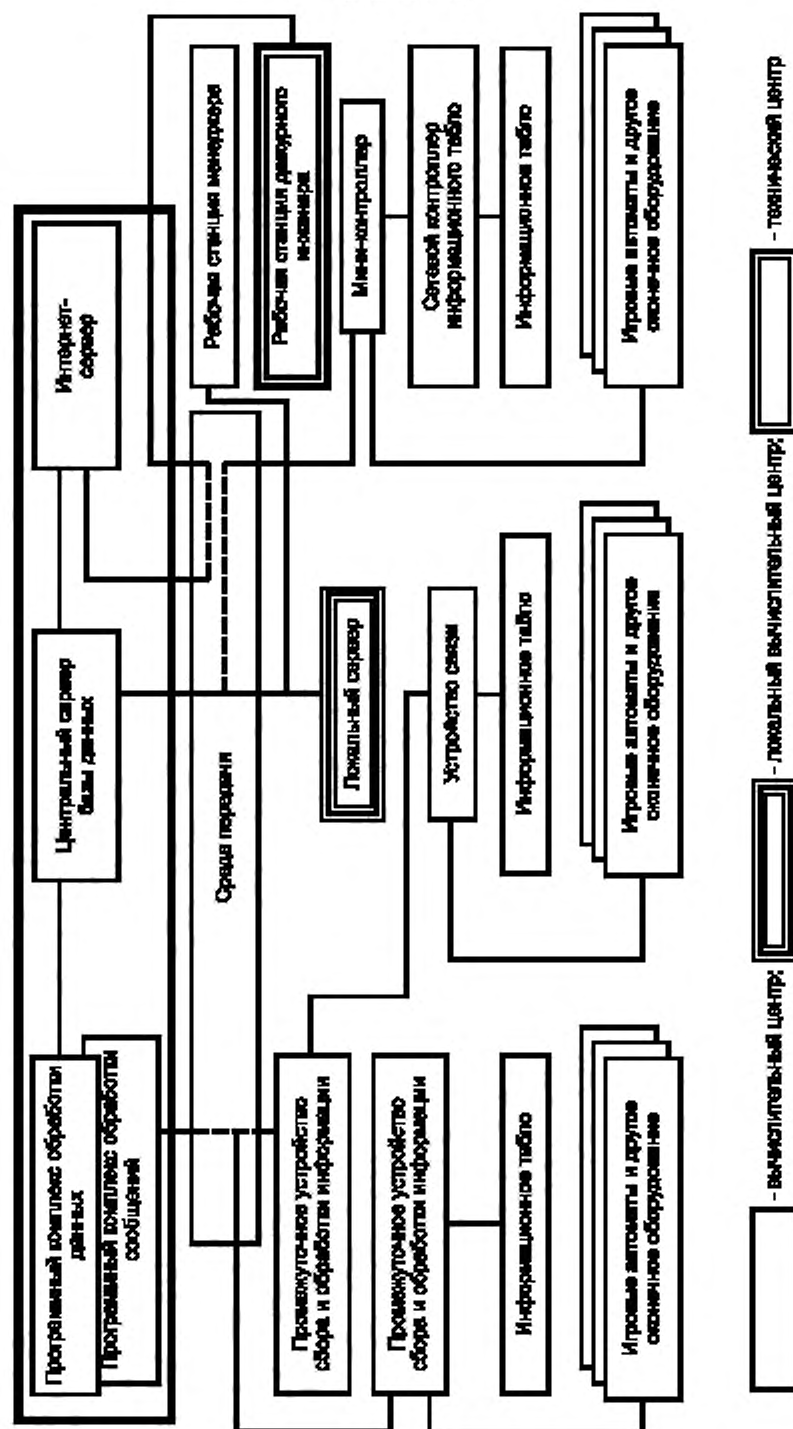 Программный комплекс обработки
данных
Программный комплекс обработки
сообщений
Центральный сервер
базы данных
Интернет-
сервер
Среда передачи
Рабочая станция менеджера
Рабочая станция дежурного
инженера
Промежуточное устройство
сбора и обработки информации
Локальный сервер
Мини-контроллер
Промежуточное устройство
сбора и обработки информации
Устройство связи
Сетевой контроллер
информационного табло
Информационное табло
Информационное табло
Информационное табло
Игровые автоматы и другое
оконечное оборудование
Игровые автоматы и другое
оконечное оборудования
Игровые автоматы и другое
оконечное оборудование
- вычислительный центр;
- локальный вычислительный центр;
- технический центр